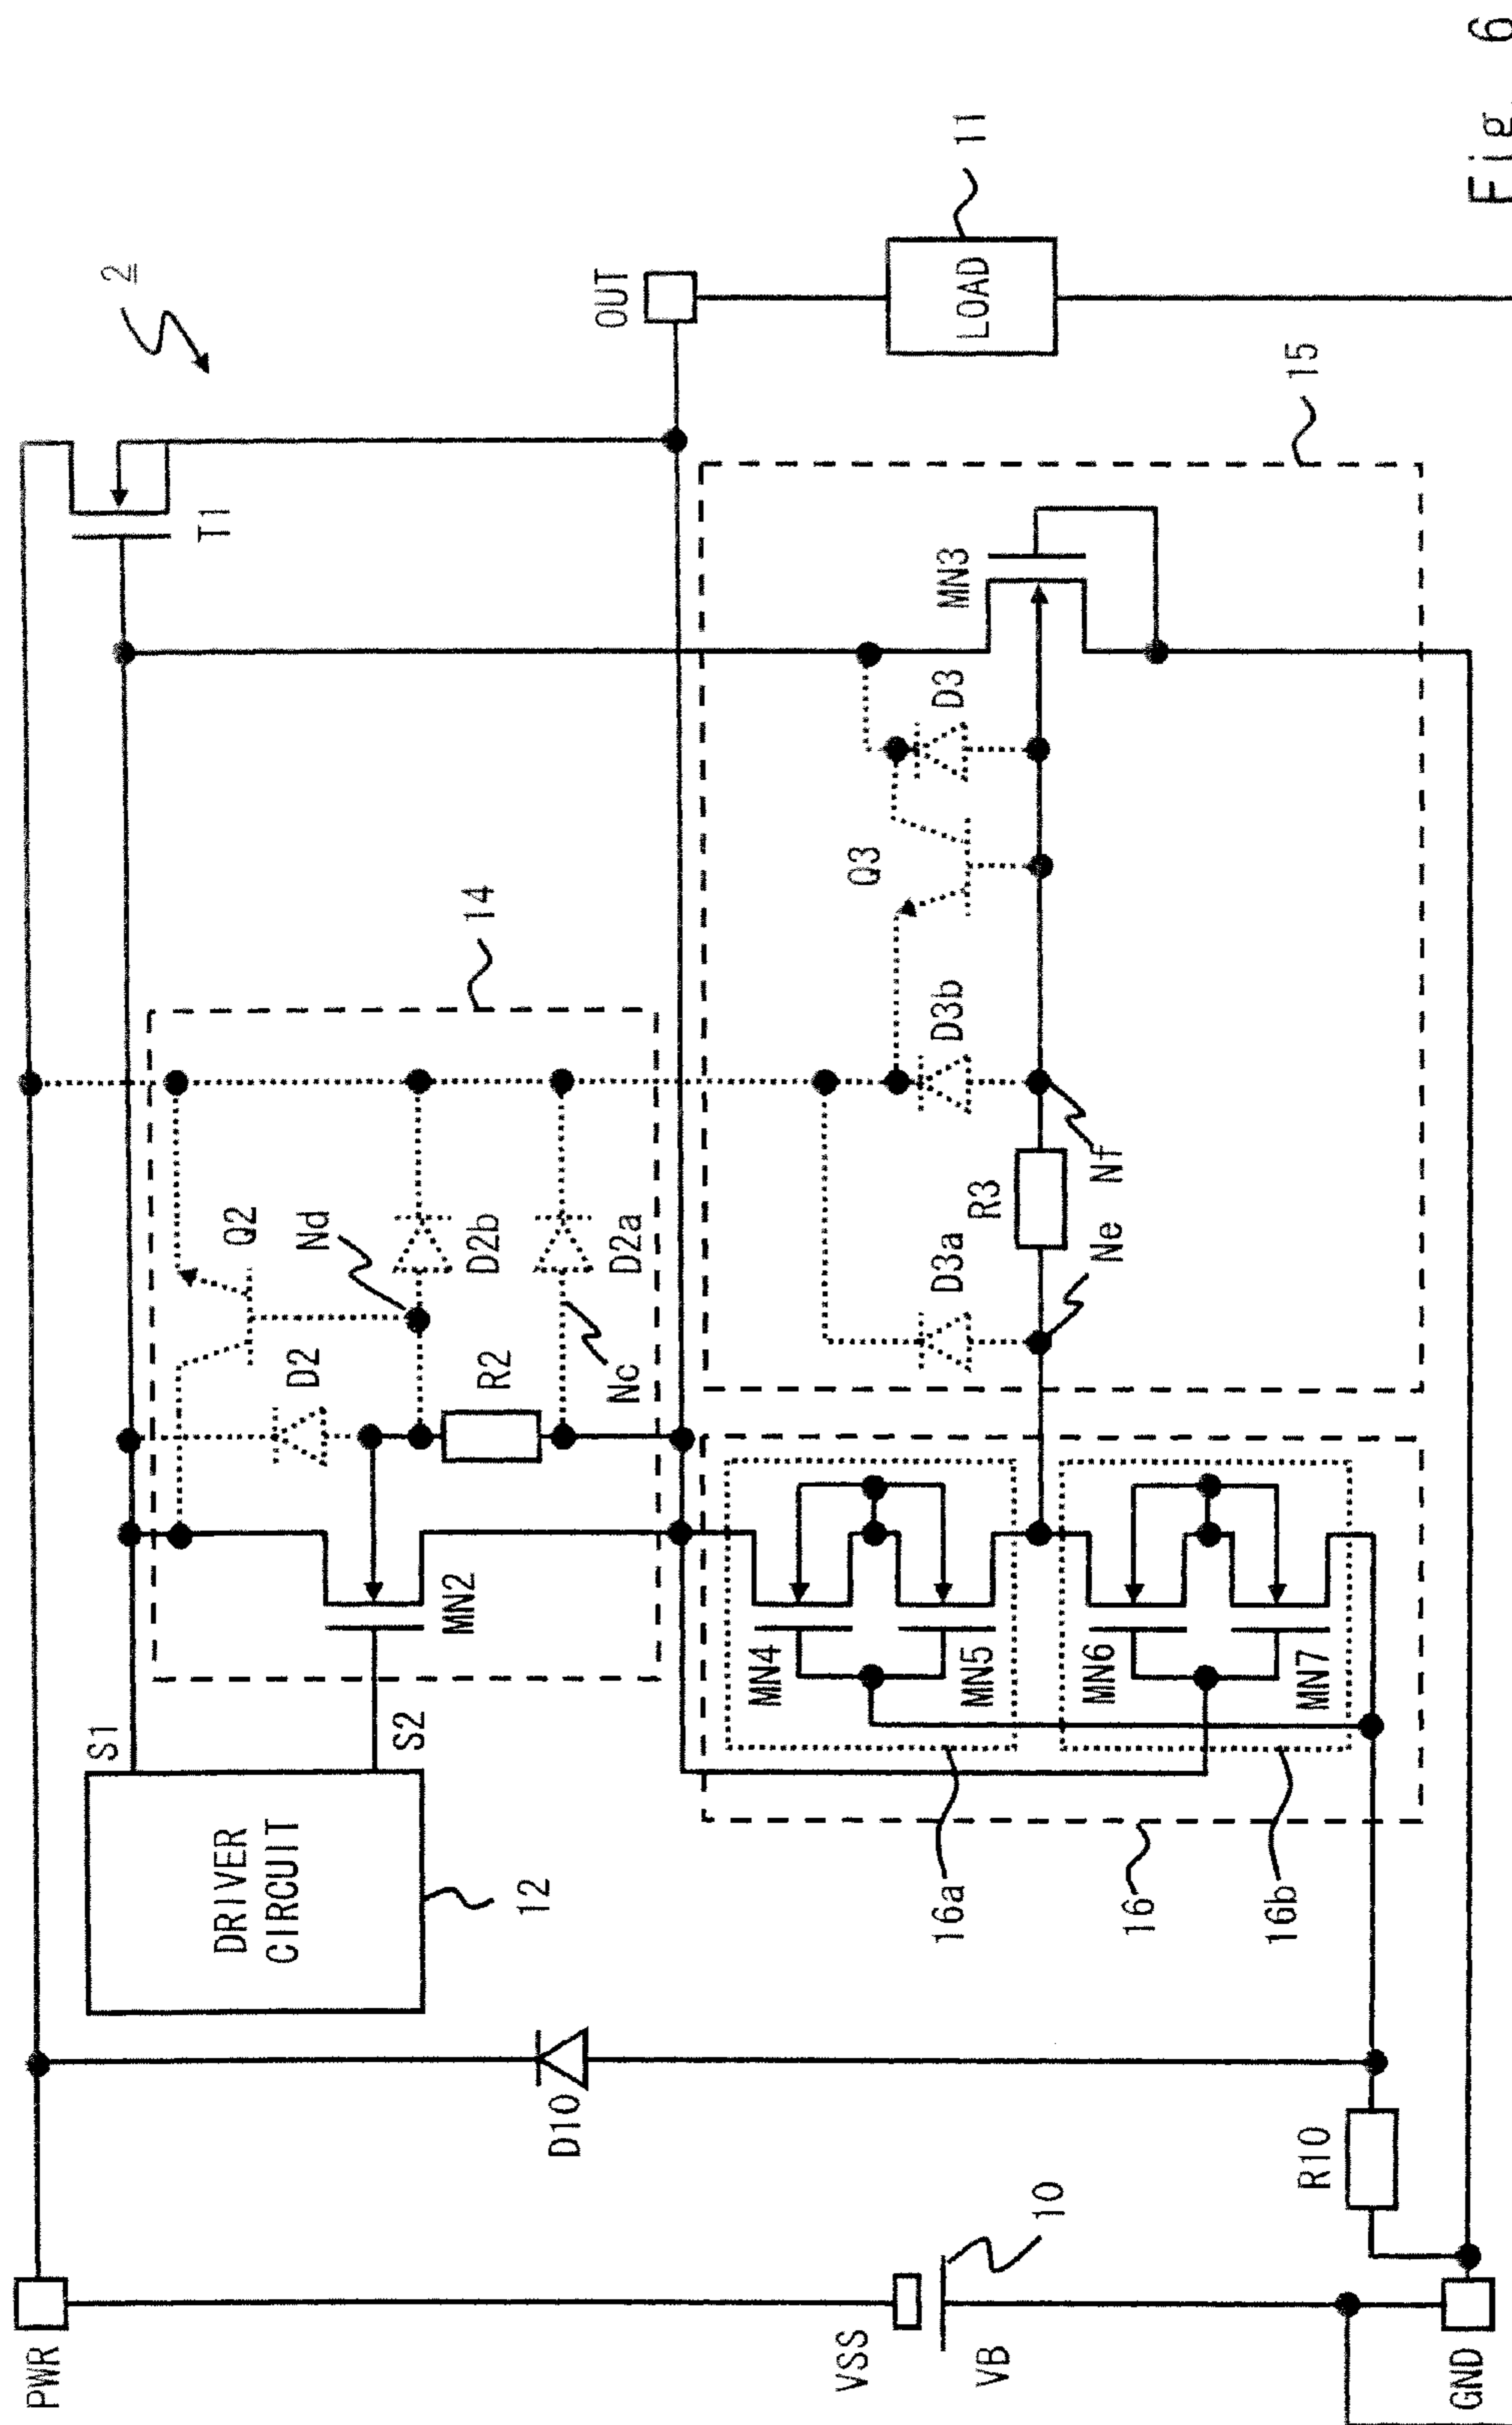 PWR
VSS
VB
10
GND
D10
R10
DRIVER
CIRCUIT
12
S1
S2
MN2
D2
Q2
Nd
R2
D2b
D2a
Nc
14
T1
2
OUT
LOAD
11
16a
16
16b
MN4
MN5
MN6
MN7
D3a
Ne
R3
Nf
D3b
Q3
D3
MN3
15
Fig. 6